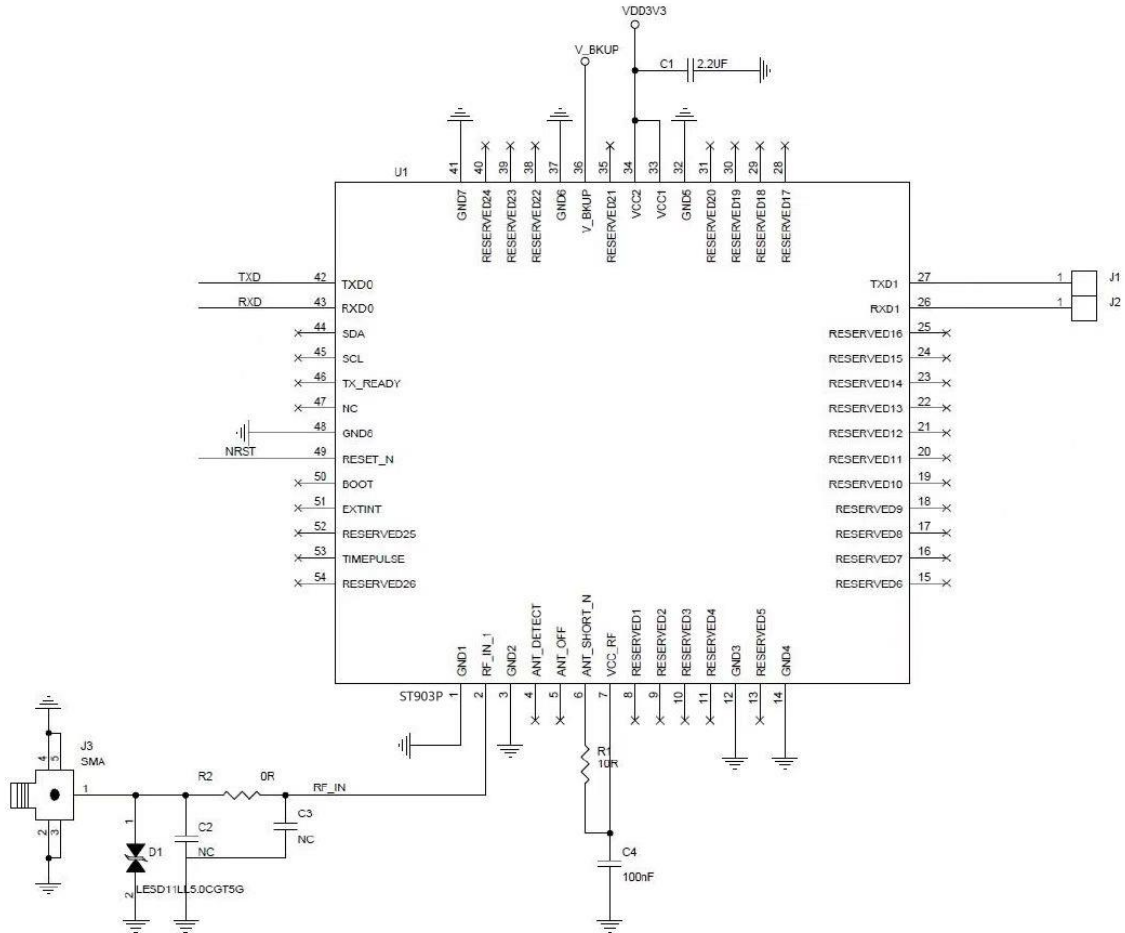 VDD3V3
V_BKUP
C1 2.2UF
41 40 39 38 37 36 35 34 33 32 31 30 29 28
U1
GND7 RESERVED24 RESERVED23 RESERVED22 GND6 V_BKUP RESERVED21 VCC2 VCC1 GND5 RESERVED20 RESERVED19 RESERVED18 RESERVED17
TXD 42 TXD0 TXD1 27 1 J1
RXD 43 RXD0 RXD1 26 1 J2
44 SDA RESERVED16 25
45 SCL RESERVED15 24
46 TX_READY RESERVED14 23
47 NC RESERVED13 22
48 GND8 RESERVED12 21
NRST 49 RESET_N RESERVED11 20
50 BOOT RESERVED10 19
51 EXTINT RESERVED9 18
52 RESERVED25 RESERVED8 17
53 TIMEPULSE RESERVED7 16
54 RESERVED26 RESERVED6 15
GND1 RF_IN_1 GND2 ANT_DETECT ANT_OFF ANT_SHORT_N VCC_RF RESERVED1 RESERVED2 RESERVED3 RESERVED4 GND3 RESERVED5 GND4
ST903P
1 2 3 4 5 6 7 8 9 10 11 12 13 14
R1
10R
J3
SMA
4 5
1
2 3
R2 0R
RF_IN
C3
NC
C2
NC
1
D1
2
LESD11LL5.0CGT5G
C4
100nF